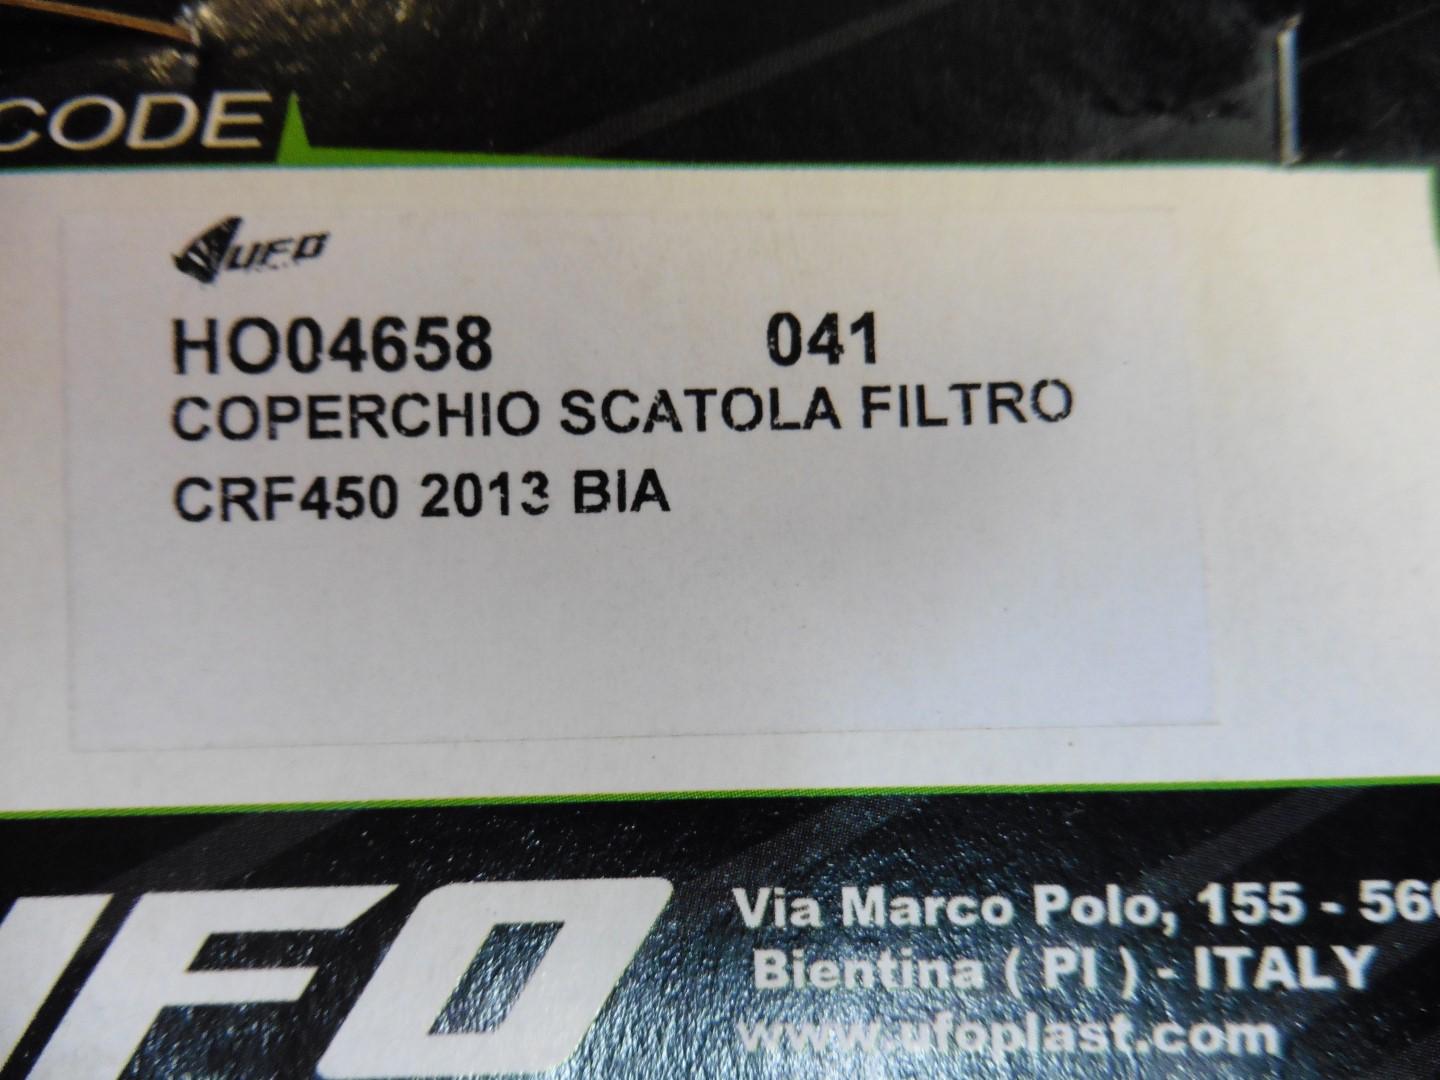 CODE
UFO
HO04658 041
COPERCHIO SCATOLA FILTRO
CRF450 2013 BIA
UFO
Via Marco Polo, 155 - 560
Bientina ( PI ) - ITALY
www.ufoplast.com